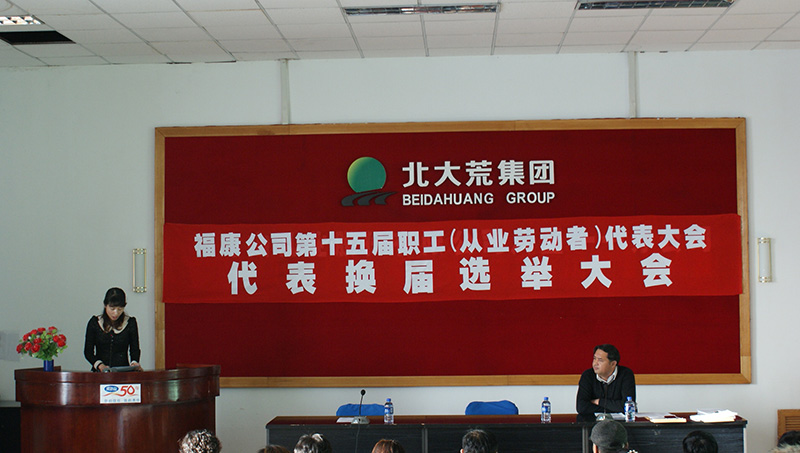 北大荒集团
BEIDAHUANG GROUP
福康公司第十五届职工(从业劳动者)代表大会
代表换届选举大会
50